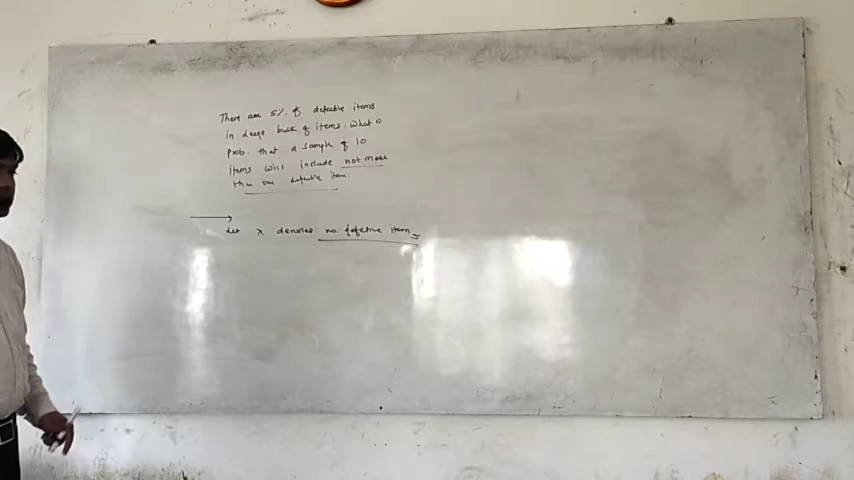 There are 5%. of defective items
in large bulk of items. What is
prob. that a sample of 10
items will include not more
than one defective item.
Let X denotes no. defective items